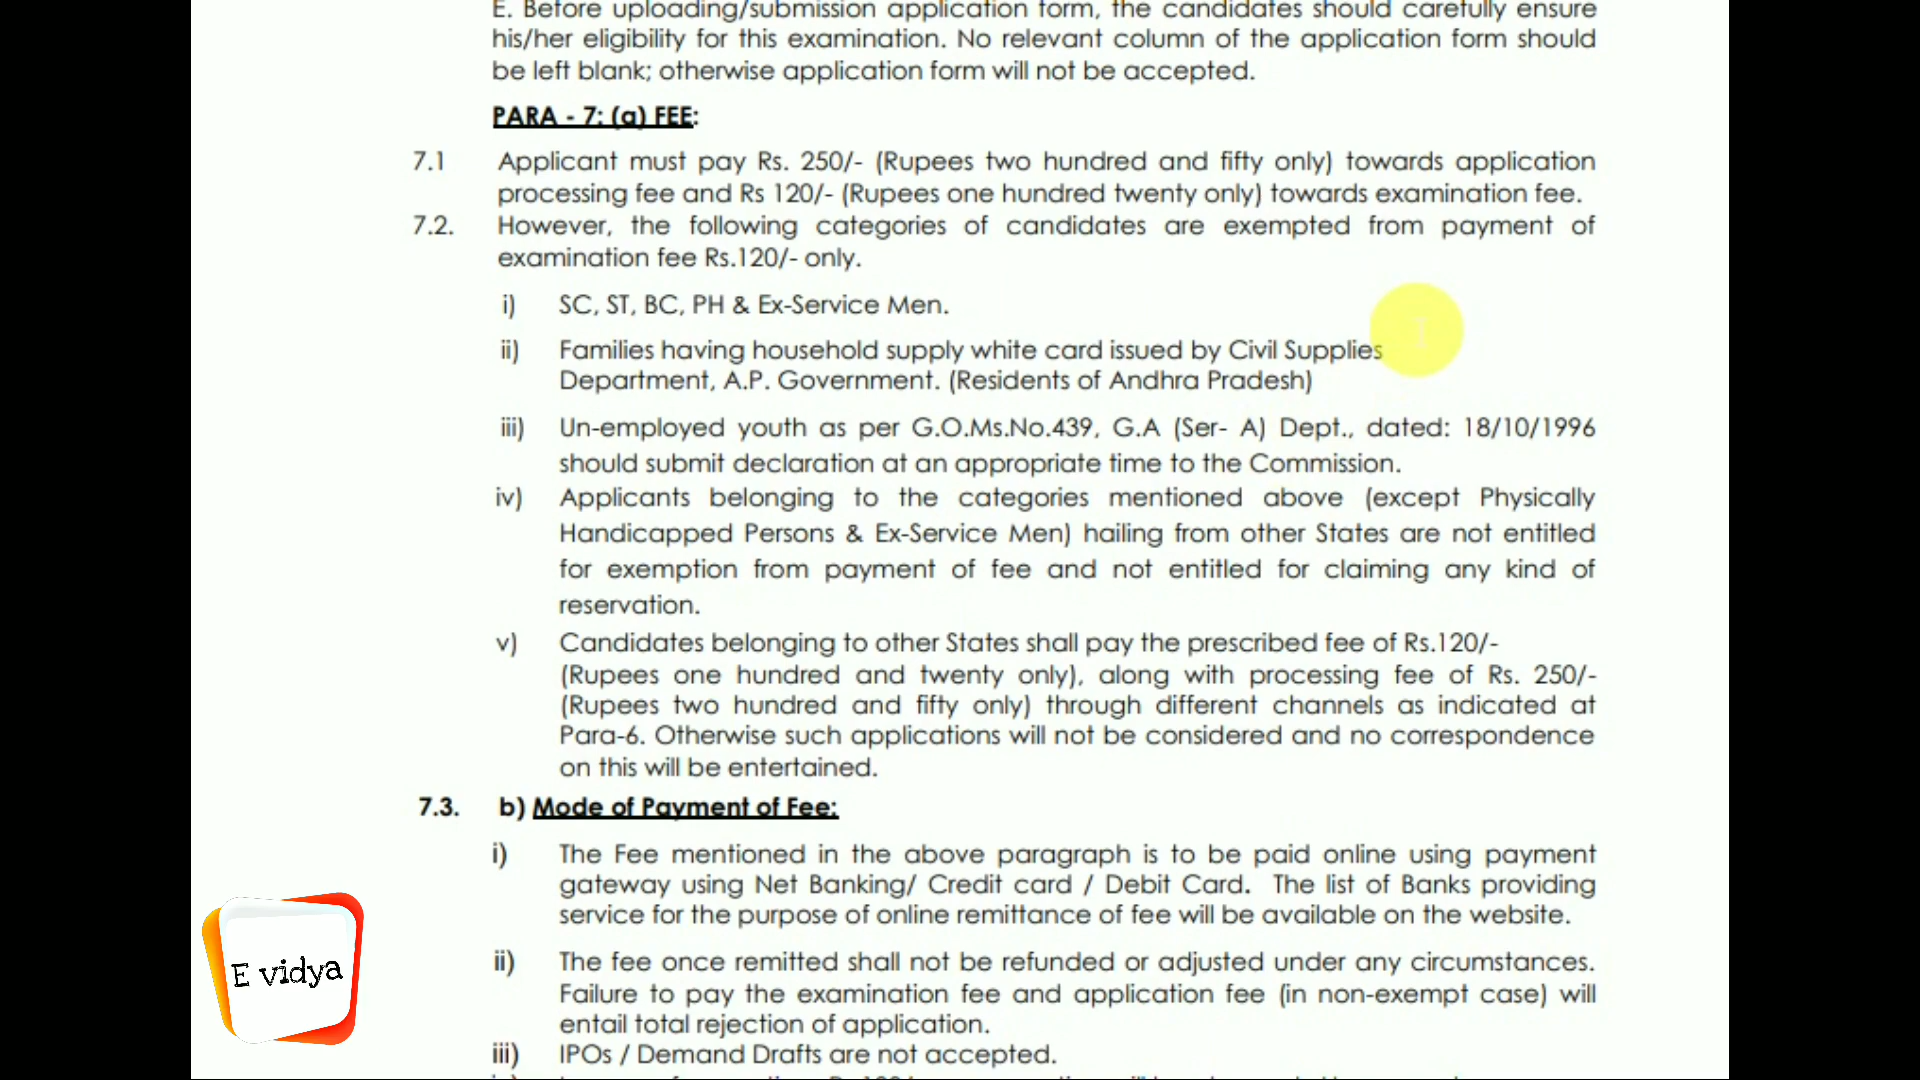 E. Before uploading/submission application form, the candidates should carefully ensure
his/her eligibility for this examination. No relevant column of the application form should
be left blank; otherwise application form will not be accepted.
PARA - 7: (a) FEE:
7.1 Applicant must pay Rs. 250/- (Rupees two hundred and fifty only) towards application
processing fee and Rs 120/- (Rupees one hundred twenty only) towards examination fee.
7.2. However, the following categories of candidates are exempted from payment of
examination fee Rs.120/- only.
i) SC, ST, BC, PH & Ex-Service Men.
ii) Families having household supply white card issued by Civil Supplies
Department, A.P. Government. (Residents of Andhra Pradesh)
iii) Un-employed youth as per G.O.Ms.No.439, G.A (Ser- A) Dept., dated: 18/10/1996
should submit declaration at an appropriate time to the Commission.
iv) Applicants belonging to the categories mentioned above (except Physically
Handicapped Persons & Ex-Service Men) hailing from other States are not entitled
for exemption from payment of fee and not entitled for claiming any kind of
reservation.
v) Candidates belonging to other States shall pay the prescribed fee of Rs.120/-
(Rupees one hundred and twenty only), along with processing fee of Rs. 250/-
(Rupees two hundred and fifty only) through different channels as indicated at
Para-6. Otherwise such applications will not be considered and no correspondence
on this will be entertained.
7.3. b) Mode of Payment of Fee:
i) The Fee mentioned in the above paragraph is to be paid online using payment
gateway using Net Banking/ Credit card / Debit Card. The list of Banks providing
service for the purpose of online remittance of fee will be available on the website.
ii) The fee once remitted shall not be refunded or adjusted under any circumstances.
Failure to pay the examination fee and application fee (in non-exempt case) will
entail total rejection of application.
iii) IPOs / Demand Drafts are not accepted.
E vidya